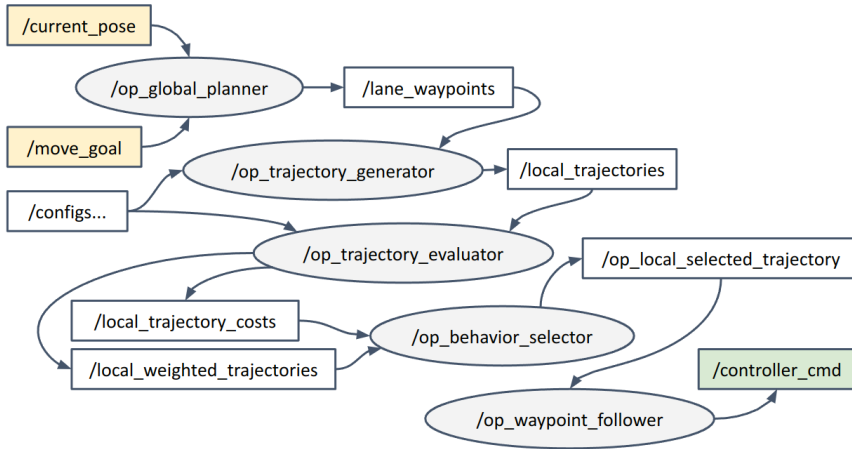 /current_pose
/op_global_planner
/lane_waypoints
/move_goal
/op_trajectory_generator
/local_trajectories
/configs...
/op_trajectory_evaluator
/op_local_selected_trajectory
/local_trajectory_costs
/op_behavior_selector
/local_weighted_trajectories
/controller_cmd
/op_waypoint_follower